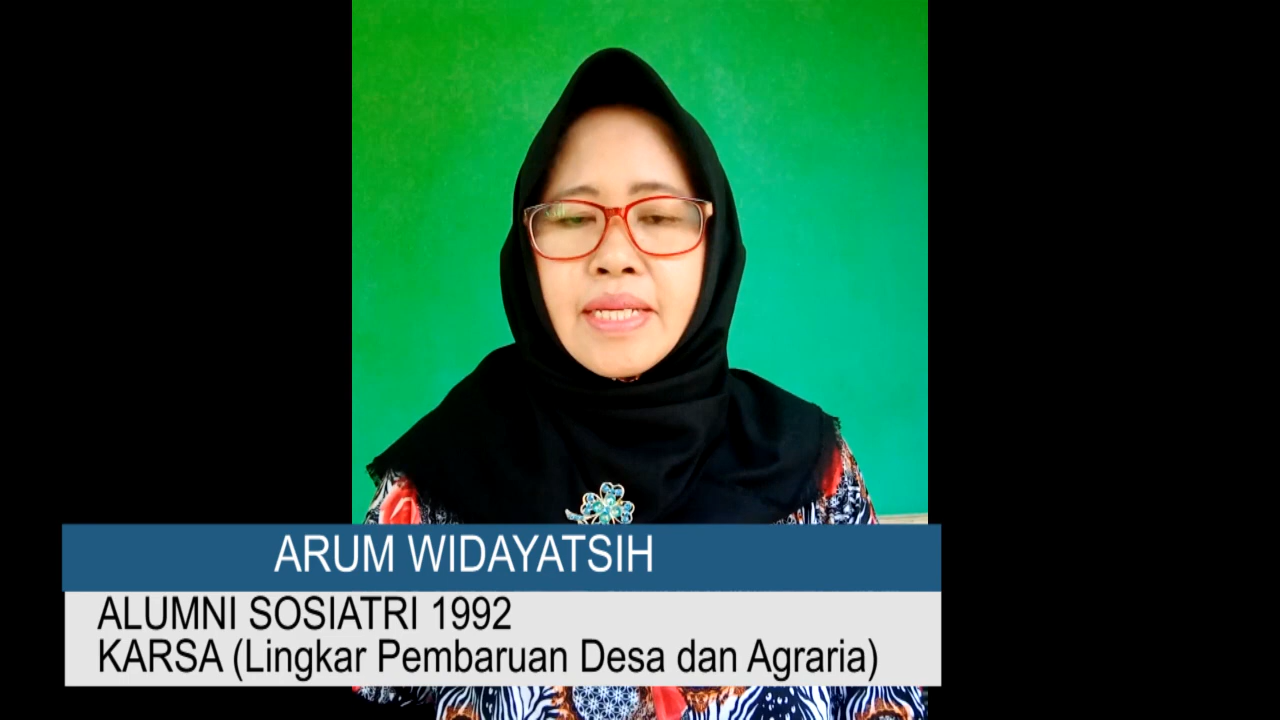 ARUM WIDAYATSIH
ALUMNI SOSIATRI 1992
KARSA (Lingkar Pembaruan Desa dan Agraria)